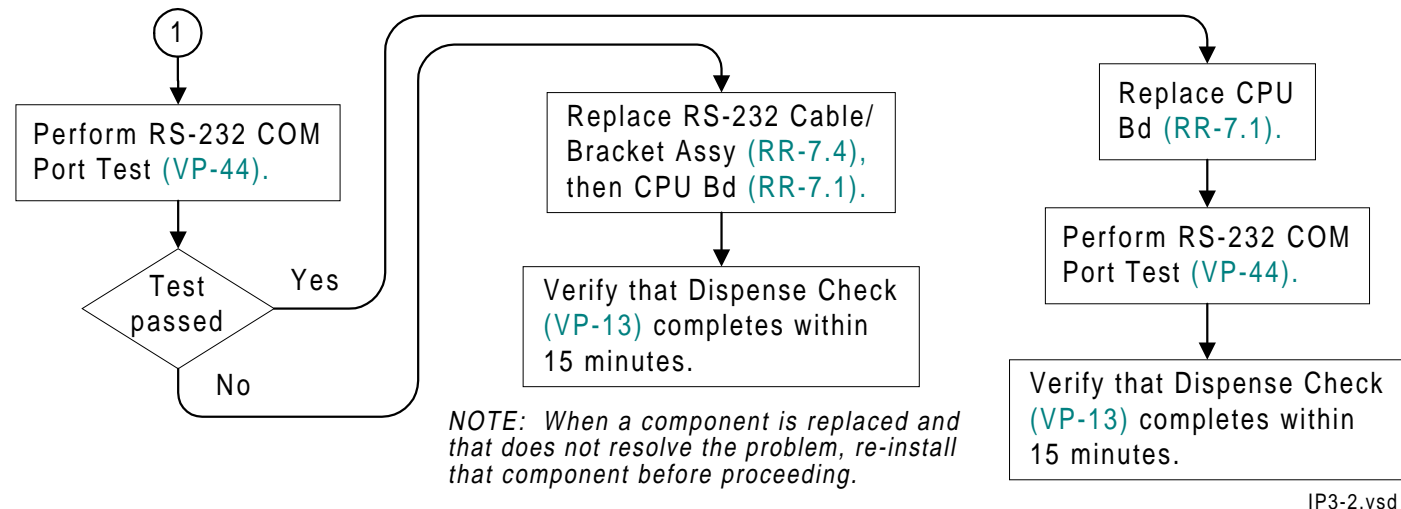 1
Perform RS-232 COM
Port Test (VP-44).
Test
passed
Yes
No
Replace RS-232 Cable/
Bracket Assy (RR-7.4),
then CPU Bd (RR-7.1).
Verify that Dispense Check
(VP-13) completes within
15 minutes.
NOTE:  When a component is replaced and
that does not resolve the problem, re-install
that component before proceeding.
Replace CPU
Bd (RR-7.1).
Perform RS-232 COM
Port Test (VP-44).
Verify that Dispense Check
(VP-13) completes within
15 minutes.
IP3-2.vsd